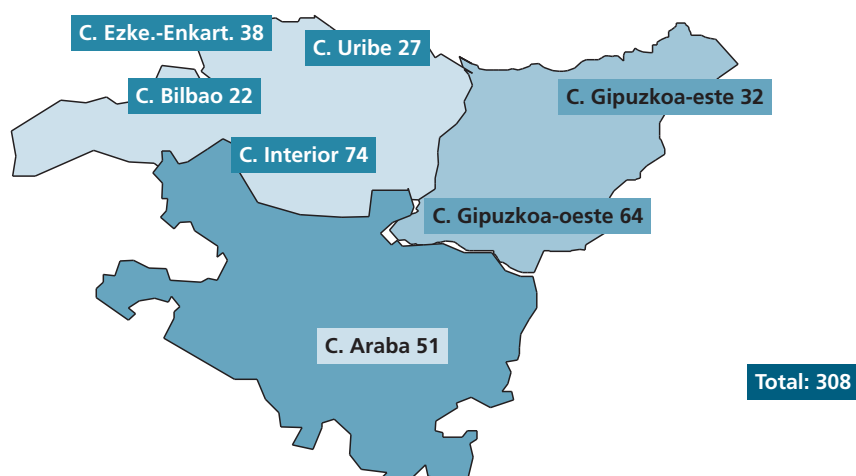 C. Ezke.-Enkart. 38
C. Uribe 27
C. Bilbao 22
C. Gipuzkoa-este 32
C. Interior 74
C. Gipuzkoa-oeste 64
C. Araba 51
Total: 308